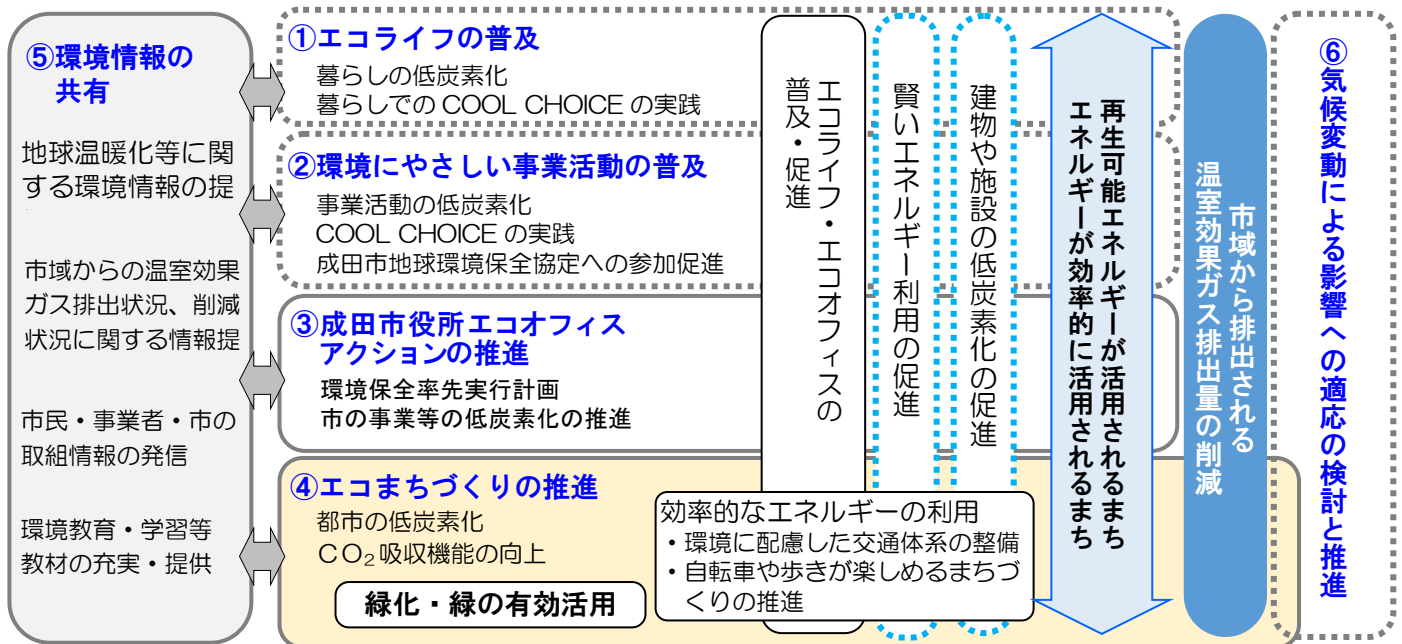 ⑤環境情報の
共有
地球温暖化等に関
する環境情報の提
市域からの温室効果
ガス排出状況、削減
状況に関する情報提
市民・事業者・市の
取組情報の発信
環境教育・学習等
教材の充実・提供
①エコライフの普及
暮らしの低炭素化
暮らしでの COOL CHOICE の実践
②環境にやさしい事業活動の普及
事業活動の低炭素化
COOL CHOICE の実践
成田市地球環境保全協定への参加促進
③成田市役所エコオフィス
アクションの推進
環境保全率先実行計画
市の事業等の低炭素化の推進
④エコまちづくりの推進
都市の低炭素化
CO₂吸収機能の向上
緑化・緑の有効活用
エコライフ・エコオフィスの
普及・促進
賢いエネルギー利用の促進
建物や施設の低炭素化の促進
効率的なエネルギーの利用
・環境に配慮した交通体系の整備
・自転車や歩きが楽しめるまちづ
くりの推進
再生可能エネルギーが活用されるまち
エネルギーが効率的に活用されるまち
市域から排出される
温室効果ガス排出量の削減
⑥気候変動による影響への適応の検討と推進